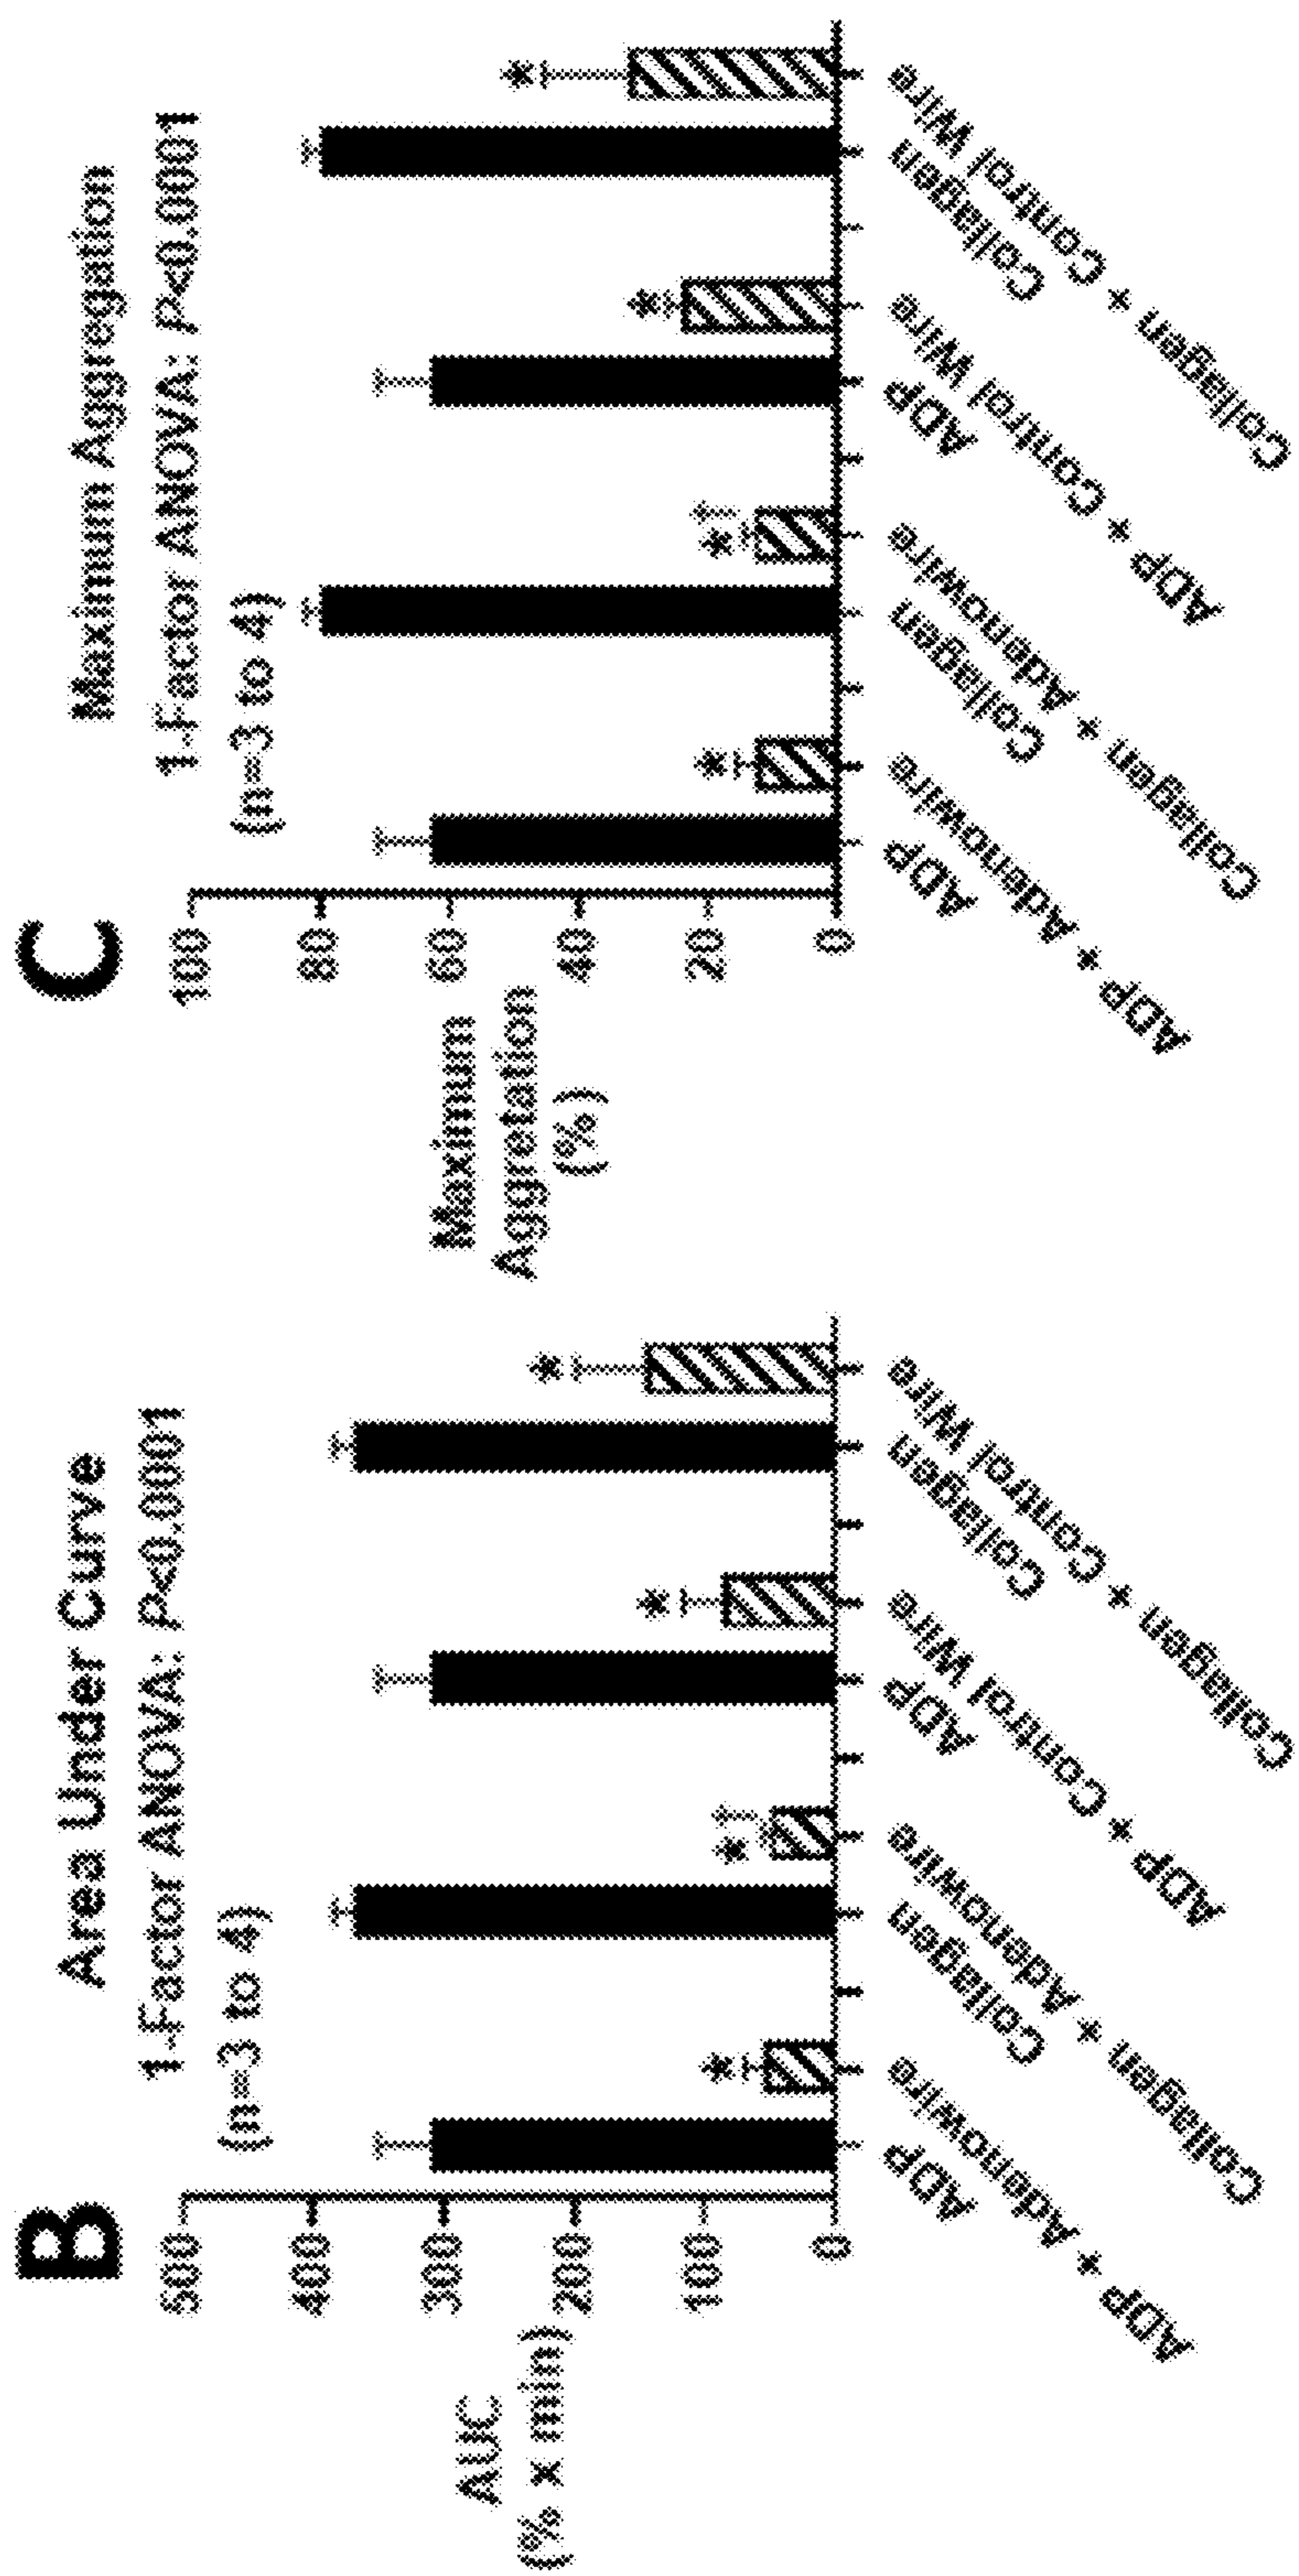 B
Area Under Curve
1-Factor ANOVA: P<0.0001
(n=3 to 4)
AUC
(% x min)
500
400
300
200
100
0
ADP
ADP + Adenowire
Collagen
Collagen + Adenowire
ADP
ADP + Control Wire
Collagen
Collagen + Control Wire
* * † * *
C
Maximum Aggregation
1-Factor ANOVA: P<0.001
(n=3 to 4)
Maximum
Aggretation
(%)
100
80
60
40
20
0
ADP
ADP + Adenowire
Collagen
Collagen + Adenowire
ADP
ADP + Control Wire
Collagen
Collagen + Control Wire
* * † * *